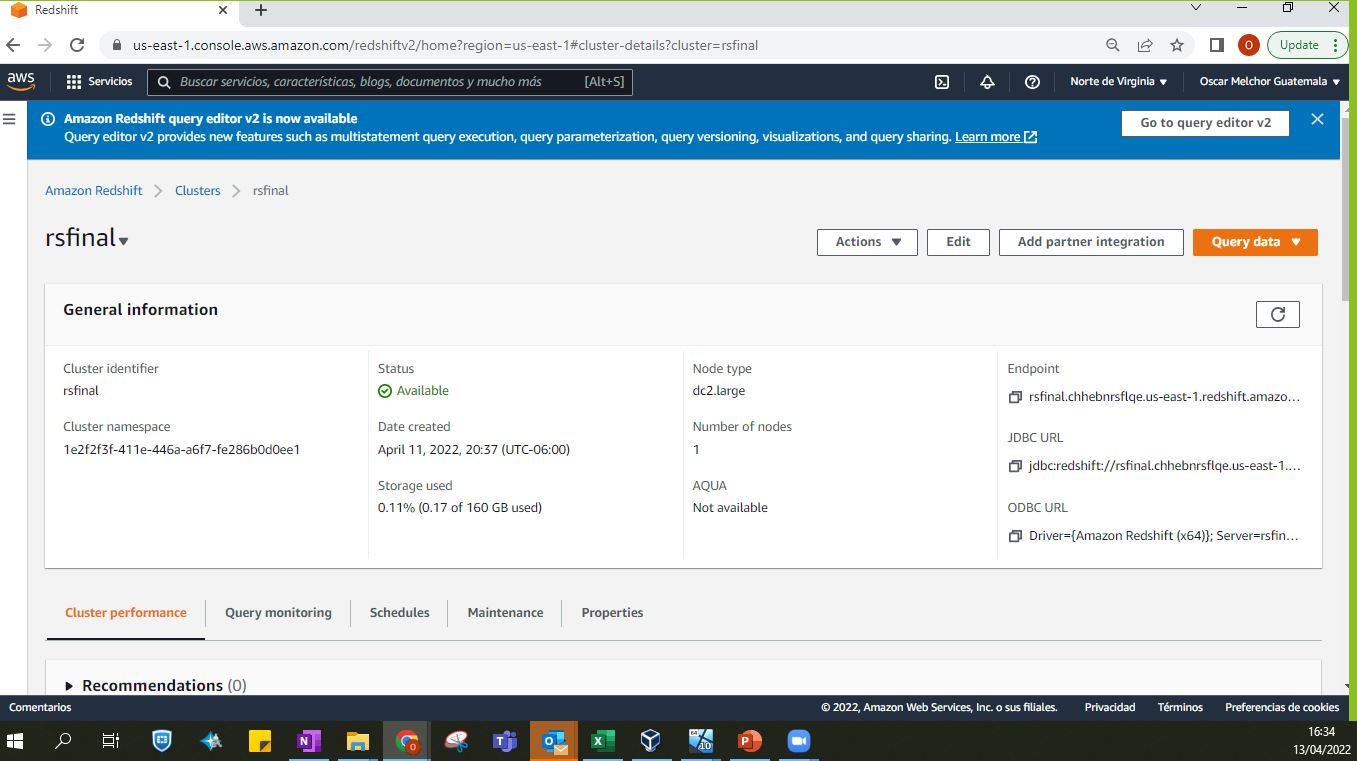 Redshift
us-east-1.console.aws.amazon.com/redshiftv2/home?region=us-east-1#cluster-details?cluster=rsfinal
O
Update
aws
Servicios
Buscar servicios, características, blogs, documentos y mucho más
[Alt+S]
Norte de Virginia
Oscar Melchor Guatemala
Amazon Redshift query editor v2 is now available
Query editor v2 provides new features such as multistatement query execution, query parameterization, query versioning, visualizations, and query sharing. Learn more
Go to query editor v2
Amazon Redshift
Clusters
rsfinal
rsfinal
Actions
Edit
Add partner integration
Query data
General information
Cluster identifier
rsfinal
Cluster namespace
1e2f2f3f-411e-446a-a6f7-fe286b0d0ee1
Status
Available
Date created
April 11, 2022, 20:37 (UTC-06:00)
Storage used
0.11% (0.17 of 160 GB used)
Node type
dc2.large
Number of nodes
1
AQUA
Not available
Endpoint
rsfinal.chhebnrsflqe.us-east-1.redshift.amazo...
JDBC URL
jdbc:redshift://rsfinal.chhebnrsflqe.us-east-1....
ODBC URL
Driver={Amazon Redshift (x64)}; Server=rsfin...
Cluster performance
Query monitoring
Schedules
Maintenance
Properties
Recommendations (0)
Comentarios
© 2022, Amazon Web Services, Inc. o sus filiales.
Privacidad
Términos
Preferencias de cookies
16:34
13/04/2022